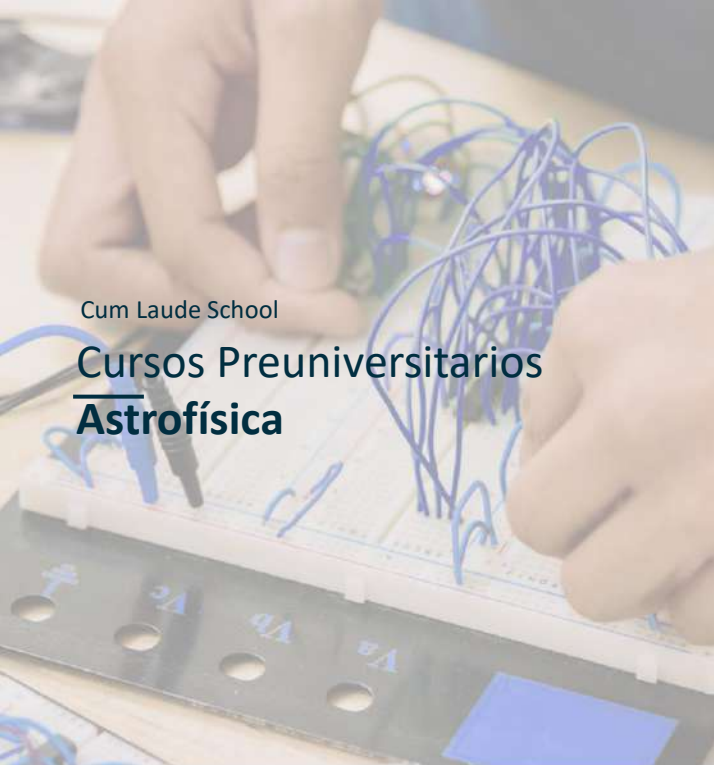 Cum Laude School
Cursos Preuniversitarios
Astrofísica
Vc
Vb
Va